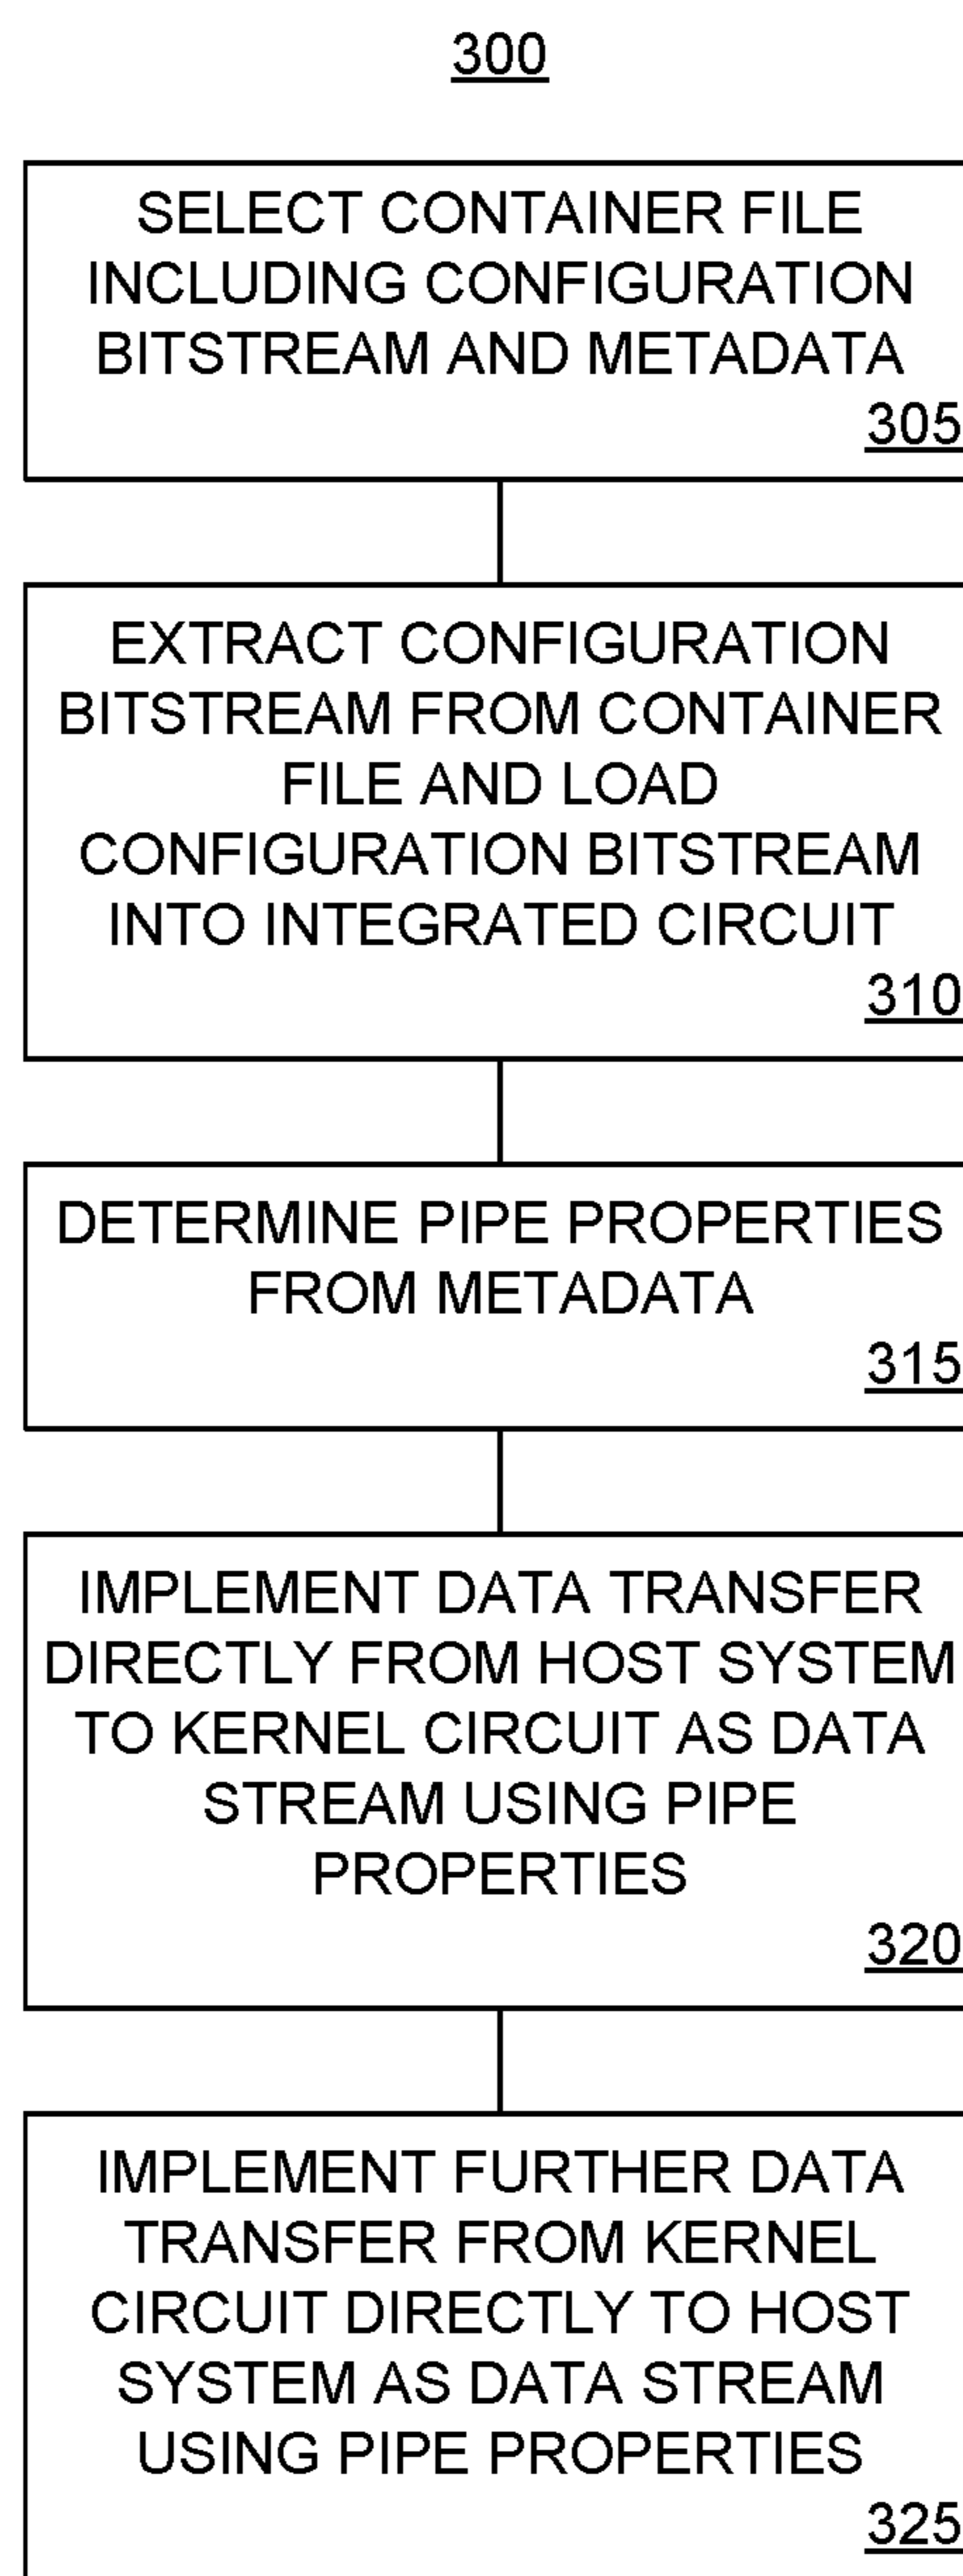 300
SELECT CONTAINER FILE
INCLUDING CONFIGURATION
BITSTREAM AND METADATA
305
EXTRACT CONFIGURATION
BITSTREAM FROM CONTAINER
FILE AND LOAD
CONFIGURATION BITSTREAM
INTO INTEGRATED CIRCUIT
310
DETERMINE PIPE PROPERTIES
FROM METADATA
315
IMPLEMENT DATA TRANSFER
DIRECTLY FROM HOST SYSTEM
TO KERNEL CIRCUIT AS DATA
STREAM USING PIPE
PROPERTIES
320
IMPLEMENT FURTHER DATA
TRANSFER FROM KERNEL
CIRCUIT DIRECTLY TO HOST
SYSTEM AS DATA STREAM
USING PIPE PROPERTIES
325